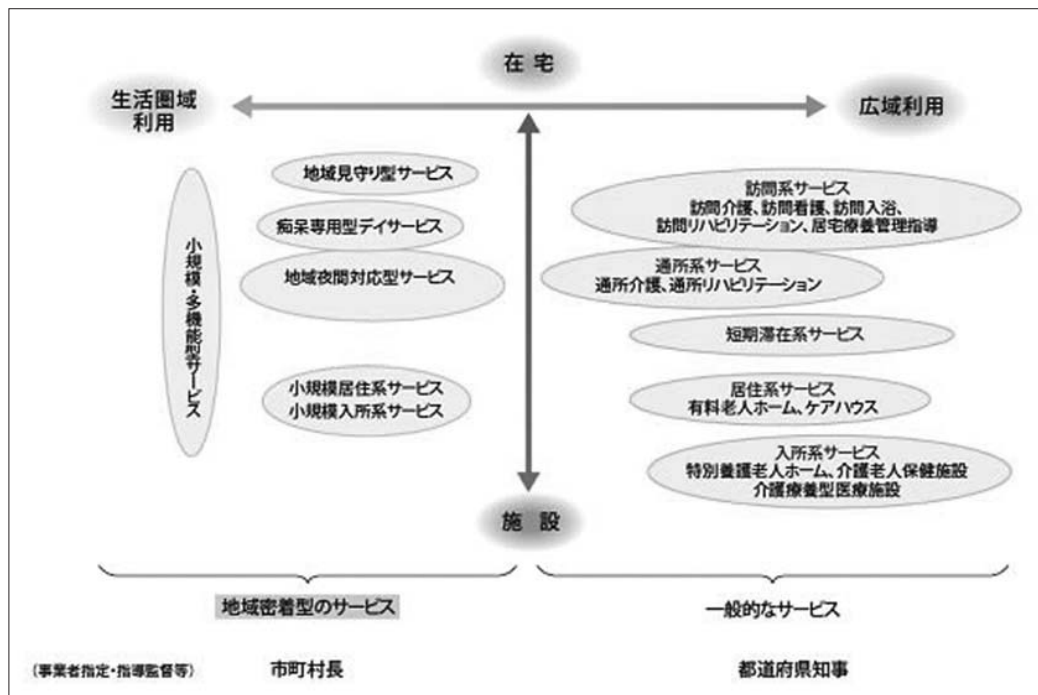 在宅
生活圏域
利用
広域利用
地域見守り型サービス
痴呆専用型デイサービス
地域夜間対応型サービス
小規模・多機能型サービス
小規模居住系サービス
小規模入所系サービス
訪問系サービス
訪問介護、訪問看護、訪問入浴、
訪問リハビリテーション、居宅療養管理指導
通所系サービス
通所介護、通所リハビリテーション
短期滞在系サービス
居住系サービス
有料老人ホーム、ケアハウス
入所系サービス
特別養護老人ホーム、介護老人保健施設
介護療養型医療施設
施設
地域密着型のサービス
一般的なサービス
(事業者指定・指導監督等)
市町村長
都道府県知事